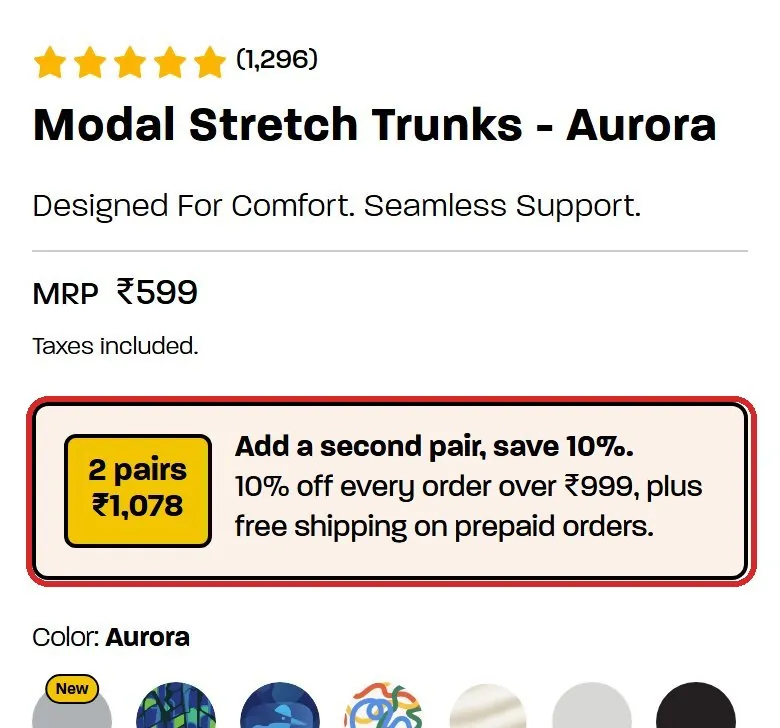 (1,296)
Modal Stretch Trunks - Aurora
Designed For Comfort. Seamless Support.
MRP ₹599
Taxes included.
2 pairs
₹1,078
Add a second pair, save 10%.
10% off every order over ₹999, plus
free shipping on prepaid orders.
Color: Aurora
New